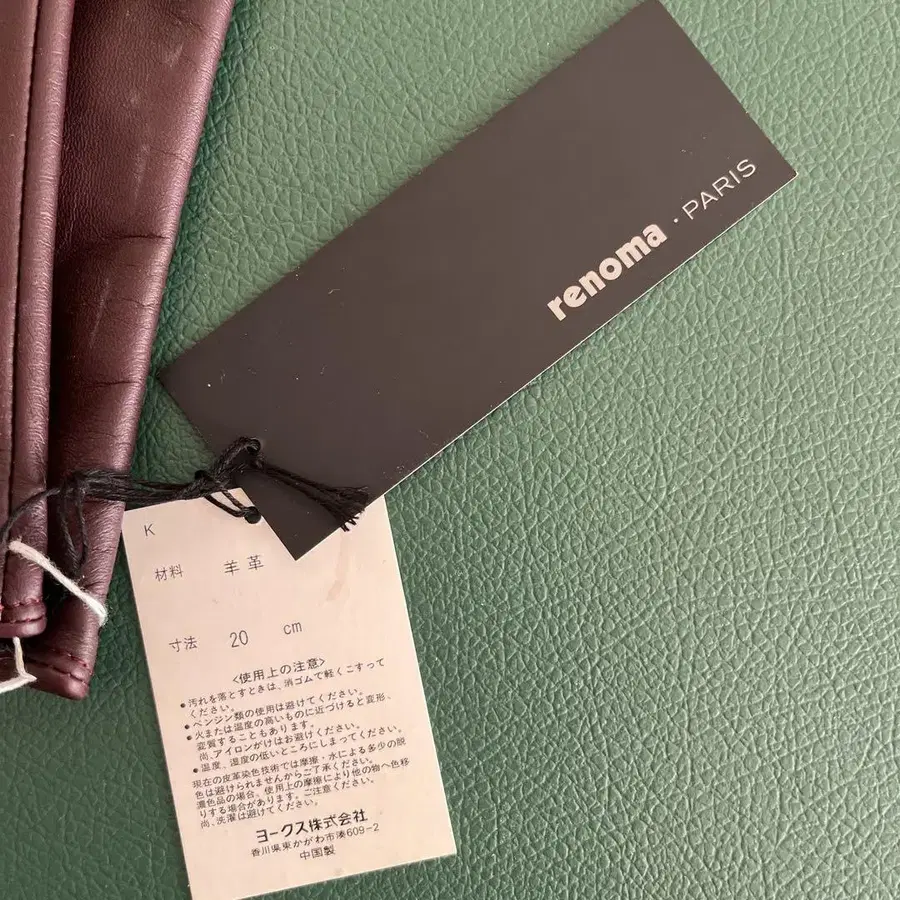 renoma · PARIS
K
材料 羊革
寸法 20 cm
<使用上の注意>
●汚れを落とすときは、消ゴムで軽くこすって
ください。
●ベンジン類の使用は避けてください。
●火または温度の高いものに近づけると変形、
変質することもあります。
尚、アイロンがけはお避けください。
●温度、湿度の低いところにしまってください。
現在の皮革染色技術では摩擦・水による多少の脱
色は避けられませんからご了承ください。
濃色品の場合、使用上の摩擦により他の物へ色移
りする場合があります。ご注意ください。
尚、洗濯は避けてください。
ヨークス株式会社
香川県東かがわ市湊609-2
中国製